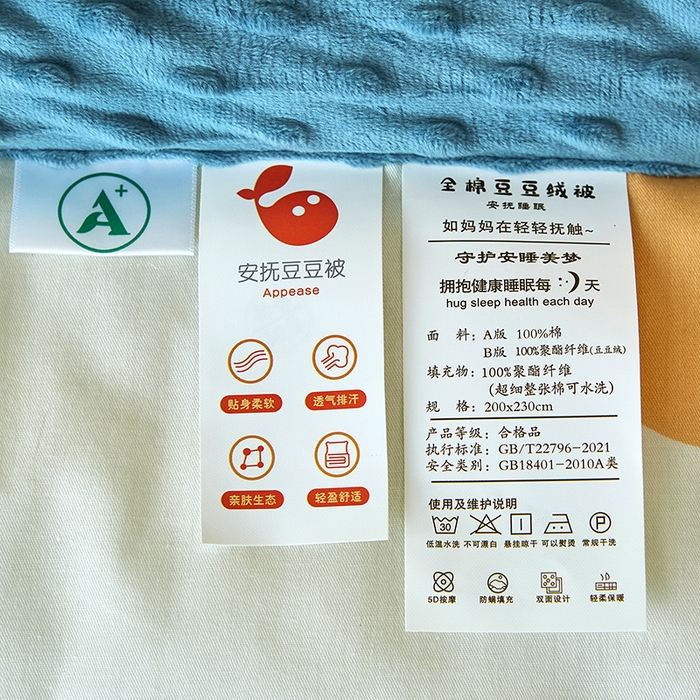 A+
安抚豆豆被
Appease
贴身柔软
透气排汗
亲肤生态
轻盈舒适
全棉豆豆绒被
安抚睡眠
如妈妈在轻轻抚触~
守护安睡美梦
拥抱健康睡眠每天
hug sleep health each day
面 料: A版 100%棉
B版 100%聚酯纤维(豆豆绒)
填充物: 100%聚酯纤维
(超细整张棉可水洗)
规 格: 200x230cm
产品等级: 合格品
执行标准: GB/T22796-2021
安全类别: GB18401-2010A类
使用及维护说明
30 P
低温水洗 不可漂白 悬挂晾干 可以熨烫 常规干洗
5D按摩 防螨填充 双面设计 轻柔保暖